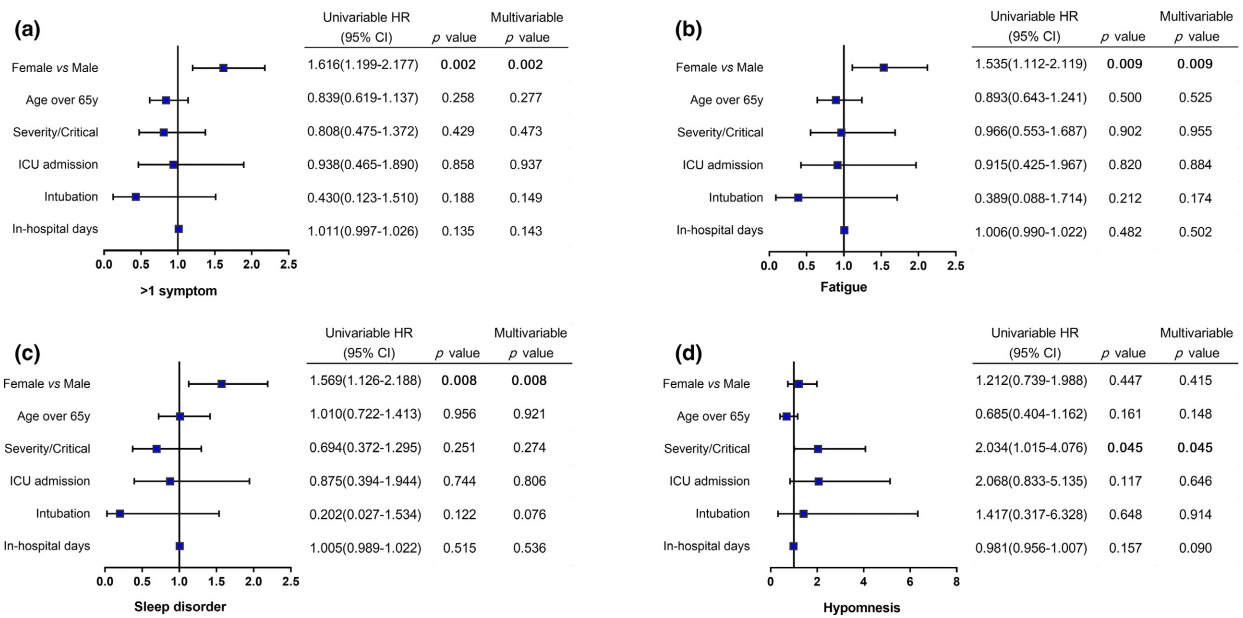 (a)
Univariable HR Multivariable
(95% CI) p value p value
Female vs Male 1.616(1.199-2.177) 0.002 0.002
Age over 65y 0.839(0.619-1.137) 0.258 0.277
Severity/Critical 0.808(0.475-1.372) 0.429 0.473
ICU admission 0.938(0.465-1.890) 0.858 0.937
Intubation 0.430(0.123-1.510) 0.188 0.149
In-hospital days 1.011(0.997-1.026) 0.135 0.143
0.0 0.5 1.0 1.5 2.0 2.5
>1 symptom
(b)
Univariable HR Multivariable
(95% CI) p value p value
Female vs Male 1.535(1.112-2.119) 0.009 0.009
Age over 65y 0.893(0.643-1.241) 0.500 0.525
Severity/Critical 0.966(0.553-1.687) 0.902 0.955
ICU admission 0.915(0.425-1.967) 0.820 0.884
Intubation 0.389(0.088-1.714) 0.212 0.174
In-hospital days 1.006(0.990-1.022) 0.482 0.502
0.0 0.5 1.0 1.5 2.0 2.5
Fatigue
(c)
Univariable HR Multivariable
(95% CI) p value p value
Female vs Male 1.569(1.126-2.188) 0.008 0.008
Age over 65y 1.010(0.722-1.413) 0.956 0.921
Severity/Critical 0.694(0.372-1.295) 0.251 0.274
ICU admission 0.875(0.394-1.944) 0.744 0.806
Intubation 0.202(0.027-1.534) 0.122 0.076
In-hospital days 1.005(0.989-1.022) 0.515 0.536
0.0 0.5 1.0 1.5 2.0 2.5
Sleep disorder
(d)
Univariable HR Multivariable
(95% CI) p value p value
Female vs Male 1.212(0.739-1.988) 0.447 0.415
Age over 65y 0.685(0.404-1.162) 0.161 0.148
Severity/Critical 2.034(1.015-4.076) 0.045 0.045
ICU admission 2.068(0.833-5.135) 0.117 0.646
Intubation 1.417(0.317-6.328) 0.648 0.914
In-hospital days 0.981(0.956-1.007) 0.157 0.090
0 2 4 6 8
Hypomnesis